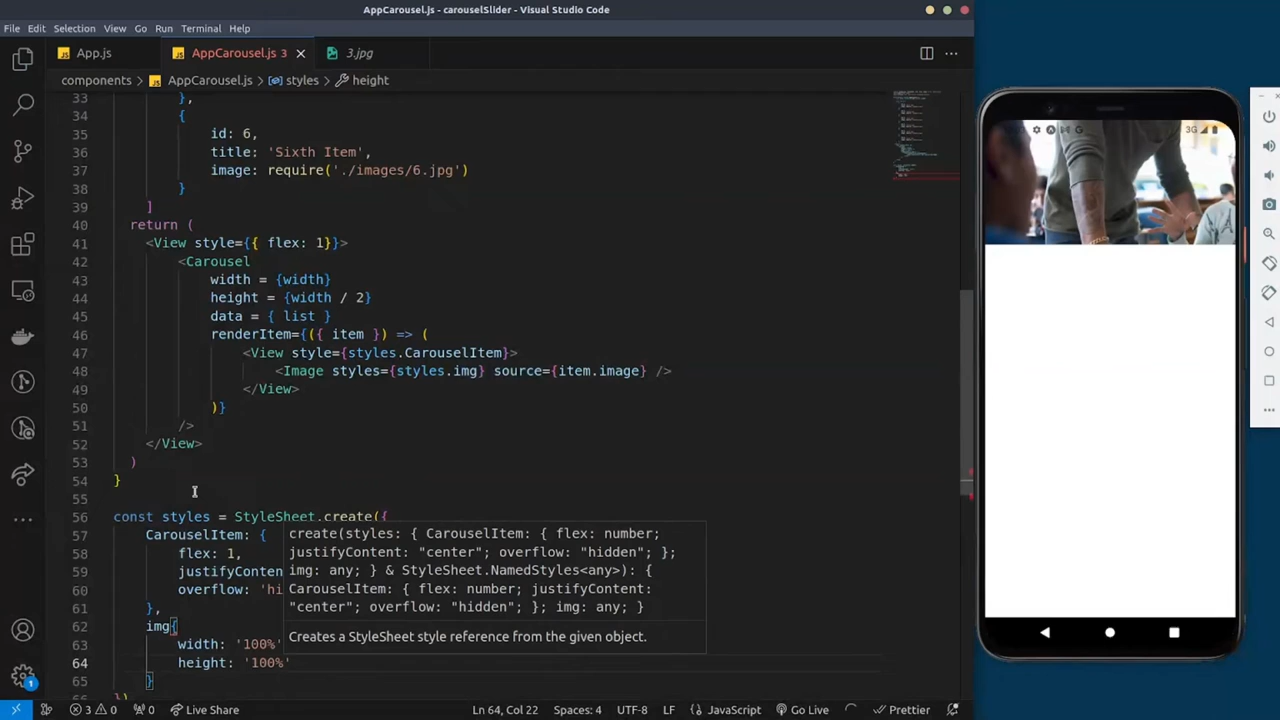 AppCarousel.js - carouselSlider - Visual Studio Code
File Edit Selection View Go Run Terminal Help
JS App.js
JS AppCarousel.js 3
3.jpg
components > JS AppCarousel.js > styles > height
33 },
34 {
35 id: 6,
36 title: 'Sixth Item',
37 image: require('./images/6.jpg')
38 }
39 ]
40 return (
41 <View style={{ flex: 1}}>
42 <Carousel
43 width = {width}
44 height = {width / 2}
45 data = { list }
46 renderItem={({ item }) => (
47 <View style={styles.CarouselItem}>
48 <Image styles={styles.img} source={item.image} />
49 </View>
50 )}
51 />
52 </View>
53 )
54 }
55
56 const styles = StyleSheet.create({
57 CarouselItem: {
58 flex: 1,
59 justifyConten
60 overflow: 'hi
61 },
62 img{
63 width: '100%'
64 height: '100%'
65 }
66 })
create(styles: { CarouselItem: { flex: number;
justifyContent: "center"; overflow: "hidden"; };
img: any; } & StyleSheet.NamedStyles<any>): {
CarouselItem: { flex: number; justifyContent:
"center"; overflow: "hidden"; }; img: any; }
Creates a StyleSheet style reference from the given object.
3G
1
3 0 0 Live Share Ln 64, Col 22 Spaces: 4 UTF-8 LF JavaScript Go Live Prettier